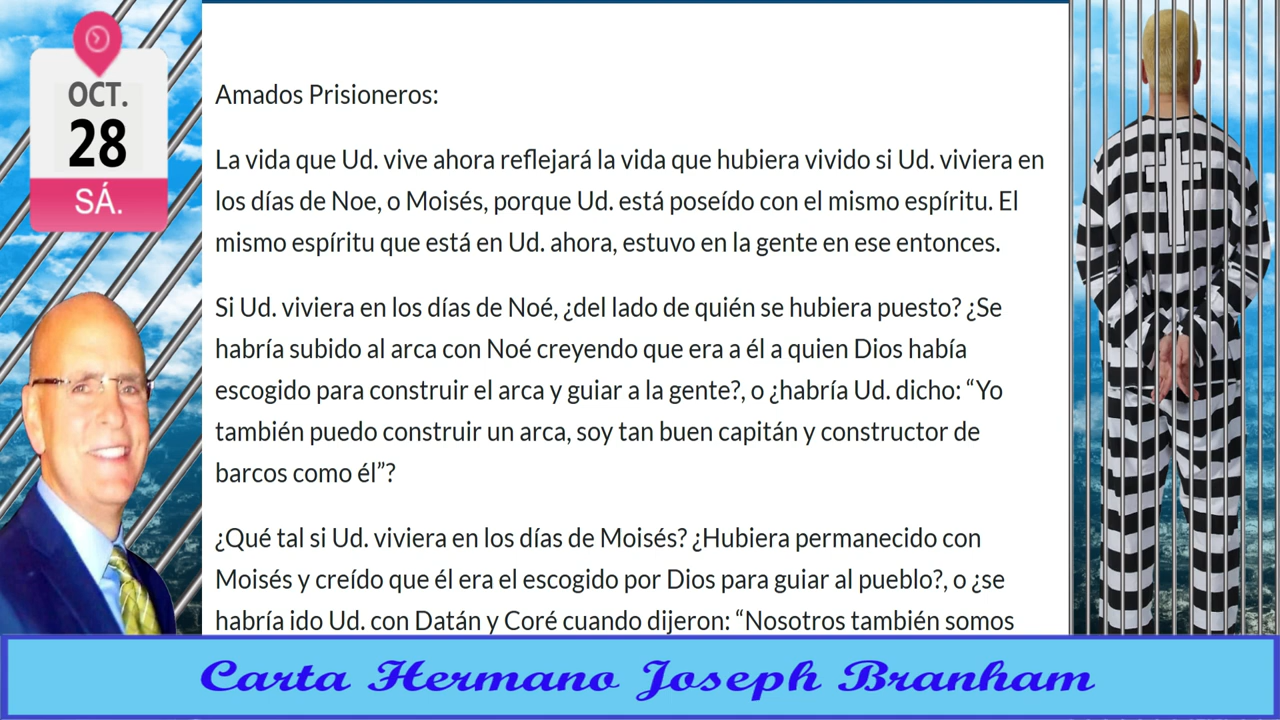 OCT.
28
SÁ.
Amados Prisioneros:
La vida que Ud. vive ahora reflejará la vida que hubiera vivido si Ud. viviera en
los días de Noe, o Moisés, porque Ud. está poseído con el mismo espíritu. El
mismo espíritu que está en Ud. ahora, estuvo en la gente en ese entonces.
Si Ud. viviera en los días de Noé, ¿del lado de quién se hubiera puesto? ¿Se
habría subido al arca con Noé creyendo que era a él a quien Dios había
escogido para construir el arca y guiar a la gente?, o ¿habría Ud. dicho: “Yo
también puedo construir un arca, soy tan buen capitán y constructor de
barcos como él”?
¿Qué tal si Ud. viviera en los días de Moisés? ¿Hubiera permanecido con
Moisés y creído que él era el escogido por Dios para guiar al pueblo?, o ¿se
habría ido Ud. con Datán y Coré cuando dijeron: “Nosotros también somos
Carta Hermano Joseph Branham